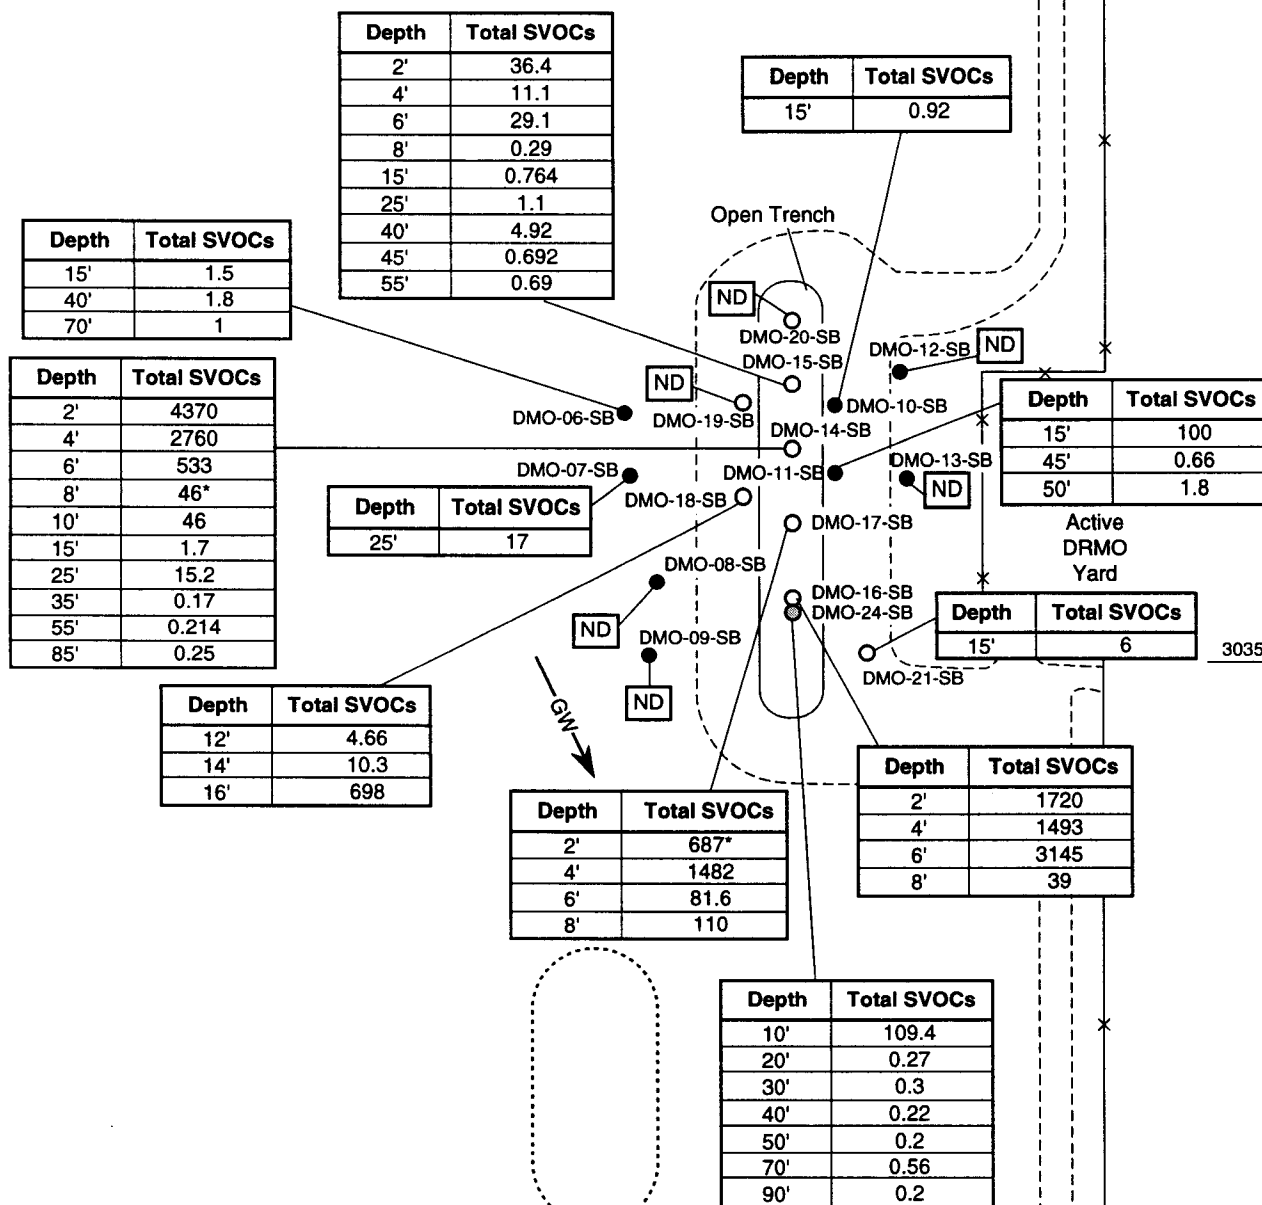 Depth Total SVOCs
2' 36.4
4' 11.1
6' 29.1
8' 0.29
15' 0.764
25' 1.1
40' 4.92
45' 0.692
55' 0.69
Depth Total SVOCs
15' 0.92
Depth Total SVOCs
15' 1.5
40' 1.8
70' 1
Open Trench
ND
DMO-20-SB
DMO-15-SB
DMO-12-SB
ND
ND
DMO-06-SB
DMO-19-SB
DMO-10-SB
DMO-14-SB
Depth Total SVOCs
2' 4370
4' 2760
6' 533
8' 46*
10' 46
15' 1.7
25' 15.2
35' 0.17
55' 0.214
85' 0.25
Depth Total SVOCs
15' 100
45' 0.66
50' 1.8
DMO-07-SB
DMO-18-SB
DMO-11-SB
DMO-13-SB
ND
Depth Total SVOCs
25' 17
DMO-17-SB
Active
DRMO
Yard
DMO-08-SB
DMO-16-SB
DMO-24-SB
ND
DMO-09-SB
Depth Total SVOCs
15' 6
3035
DMO-21-SB
ND
GW
Depth Total SVOCs
12' 4.66
14' 10.3
16' 698
Depth Total SVOCs
2' 687*
4' 1482
6' 81.6
8' 110
Depth Total SVOCs
2' 1720
4' 1493
6' 3145
8' 39
Depth Total SVOCs
10' 109.4
20' 0.27
30' 0.3
40' 0.22
50' 0.2
70' 0.56
90' 0.2